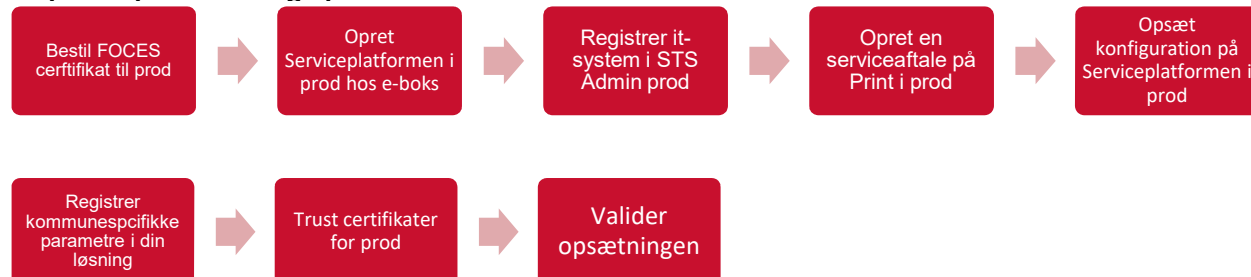 Bestil FOCES
cerftifikat til prod
Opret
Serviceplatformen i
prod hos e-boks
Registrer it-
system i STS
Admin prod
Opret en
serviceaftale på
Print i prod
Opsæt
konfiguration på
Serviceplatformen i
prod
Registrer
kommunespcifikke
parametre i din
løsning
Trust certifikater
for prod
Valider
opsætningen